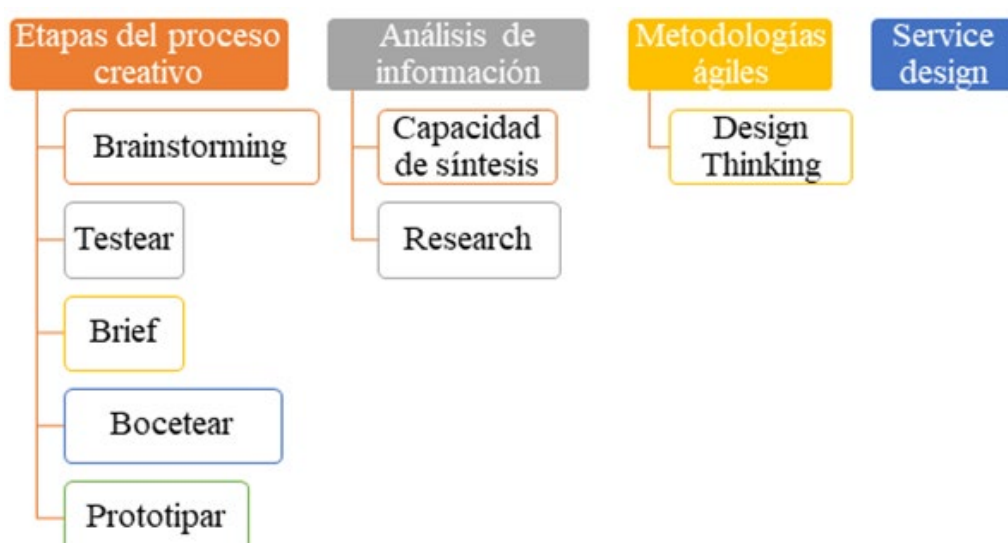 Etapas del proceso
creativo
Brainstorming
Testear
Brief
Bocetear
Prototipar
Análisis de
información
Capacidad
de síntesis
Research
Metodologías
ágiles
Design
Thinking
Service
design